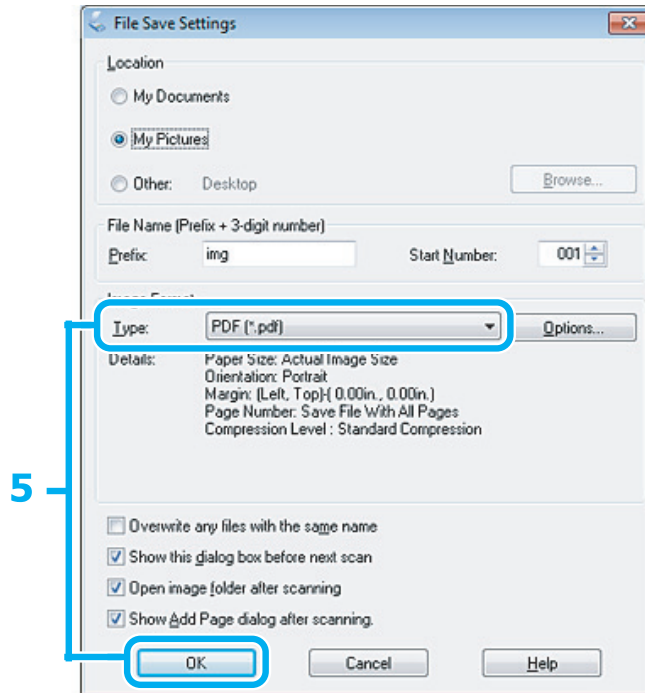 File Save Settings
Location
My Documents
My Pictures
Other: Desktop Browse...
File Name (Prefix + 3-digit number)
Prefix: img Start Number: 001
Image Format
Type: PDF (*.pdf) Options...
Details: Paper Size: Actual Image Size
Orientation: Portrait
Margin: (Left, Top)-( 0.00in., 0.00in.)
Page Number: Save File With All Pages
Compression Level : Standard Compression
5
Overwrite any files with the same name
Show this dialog box before next scan
Open image folder after scanning
Show Add Page dialog after scanning.
OK Cancel Help